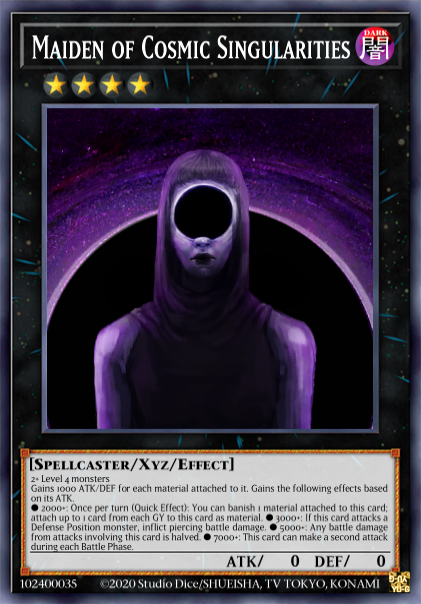 MAIDEN OF COSMIC SINGULARITIES
DARK
闇
[SPELLCASTER/XYZ/EFFECT]
2+ Level 4 monsters
Gains 1000 ATK/DEF for each material attached to it. Gains the following effects based
on its ATK.
● 2000+: Once per turn (Quick Effect): You can banish 1 material attached to this card;
attach up to 1 card from each GY to this card as material. ● 3000+: If this card attacks a
Defense Position monster, inflict piercing battle damage. ● 5000+: Any battle damage
from attacks involving this card is halved. ● 7000+: This card can make a second attack
during each Battle Phase.
ATK/ 0 DEF/ 0
102400035 ©2020 Studio Dice/SHUEISHA, TV TOKYO, KONAMI